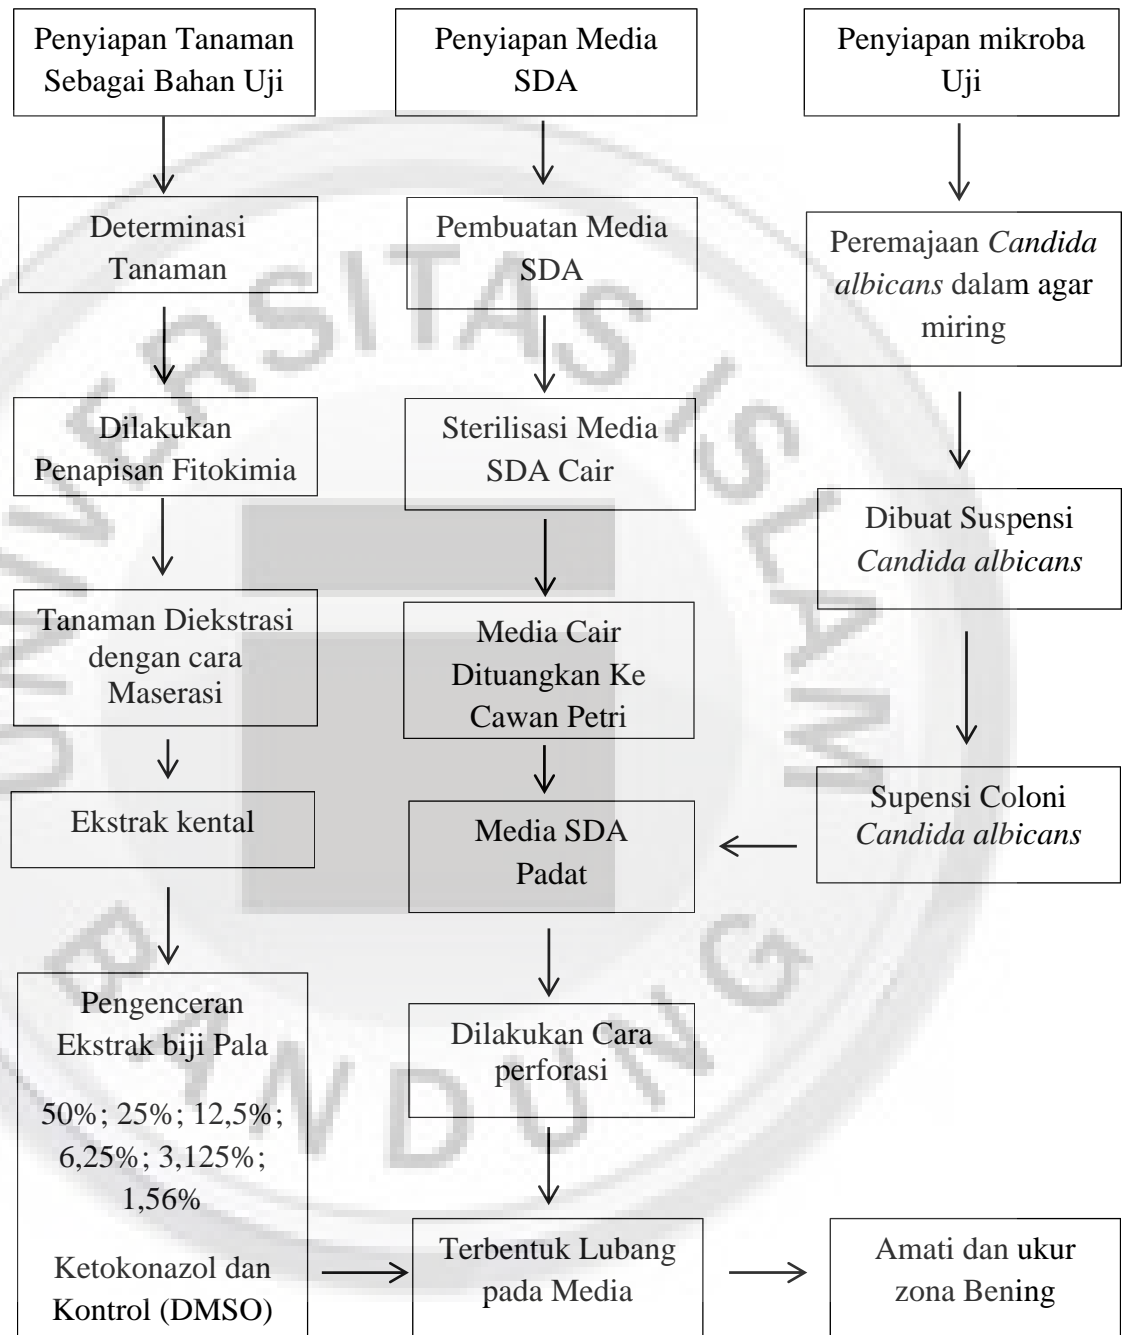 Penyiapan Tanaman
Sebagai Bahan Uji
Determinasi
Tanaman
Dilakukan
Penapisan Fitokimia
Tanaman Diekstrasi
dengan cara
Maserasi
Ekstrak kental
Pengenceran
Ekstrak biji Pala
50%; 25%; 12,5%;
6,25%; 3,125%;
1,56%
Ketokonazol dan
Kontrol (DMSO)
Penyiapan Media
SDA
Pembuatan Media
SDA
Sterilisasi Media
SDA Cair
Media Cair
Dituangkan Ke
Cawan Petri
Media SDA
Padat
Dilakukan Cara
perforasi
Terbentuk Lubang
pada Media
Penyiapan mikroba
Uji
Peremajaan Candida
albicans dalam agar
miring
Dibuat Suspensi
Candida albicans
Supensi Coloni
Candida albicans
Amati dan ukur
zona Bening
UNIVERSITAS ISLAM
BANDUNG